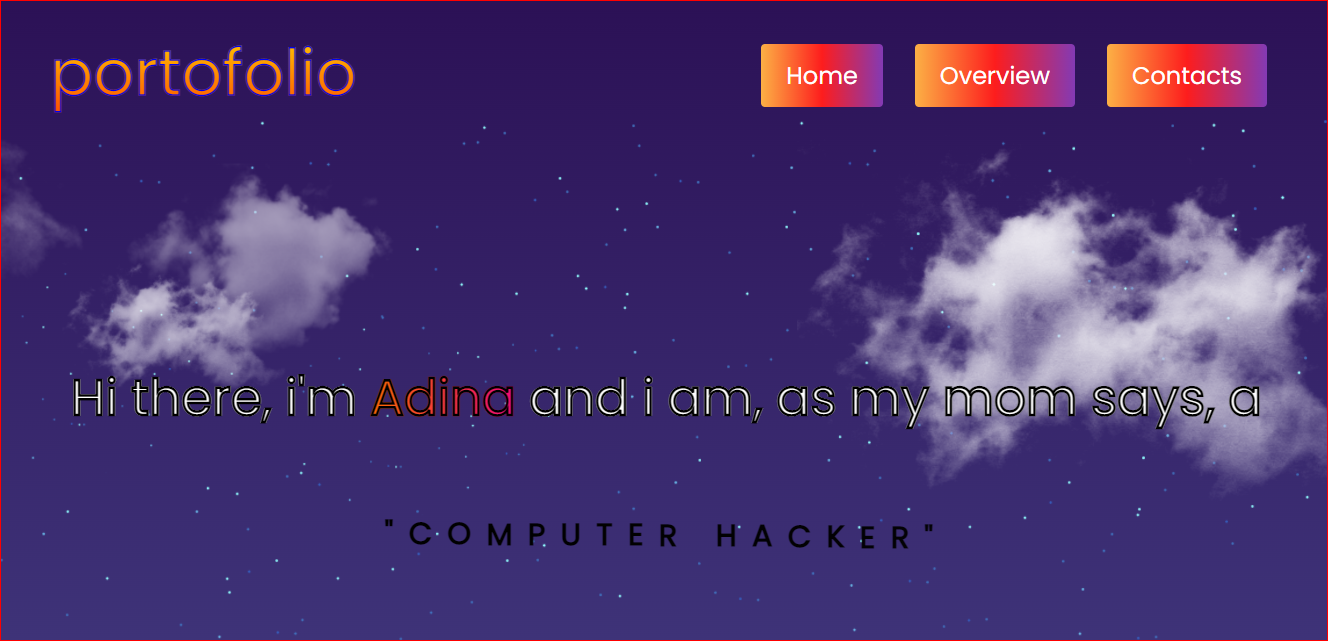 portofolio
Home Overview Contacts
Hi there, i'm Adina and i am, as my mom says, a
"COMPUTER HACKER"